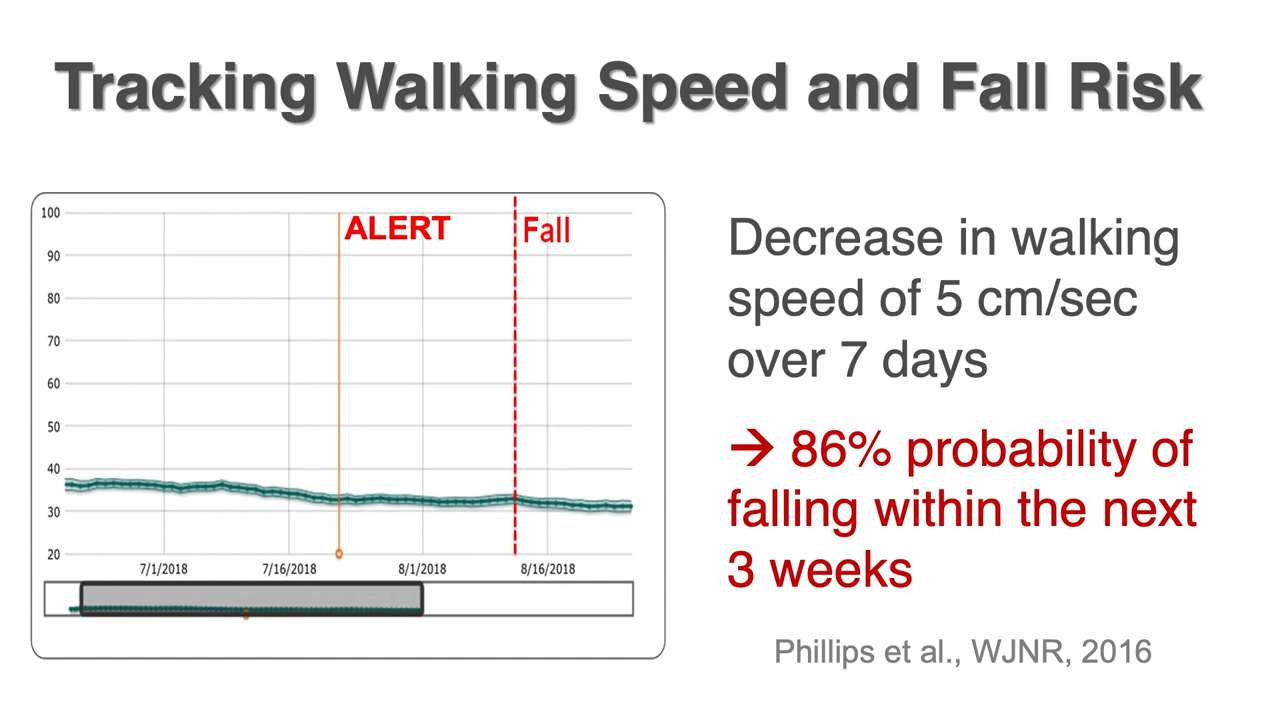 Tracking Walking Speed and Fall Risk
100
90
80
70
60
50
40
30
20
ALERT
Fall
7/1/2018
7/16/2018
8/1/2018
8/16/2018
Decrease in walking
speed of 5 cm/sec
over 7 days
→ 86% probability of
falling within the next
3 weeks
Phillips et al., WJNR, 2016